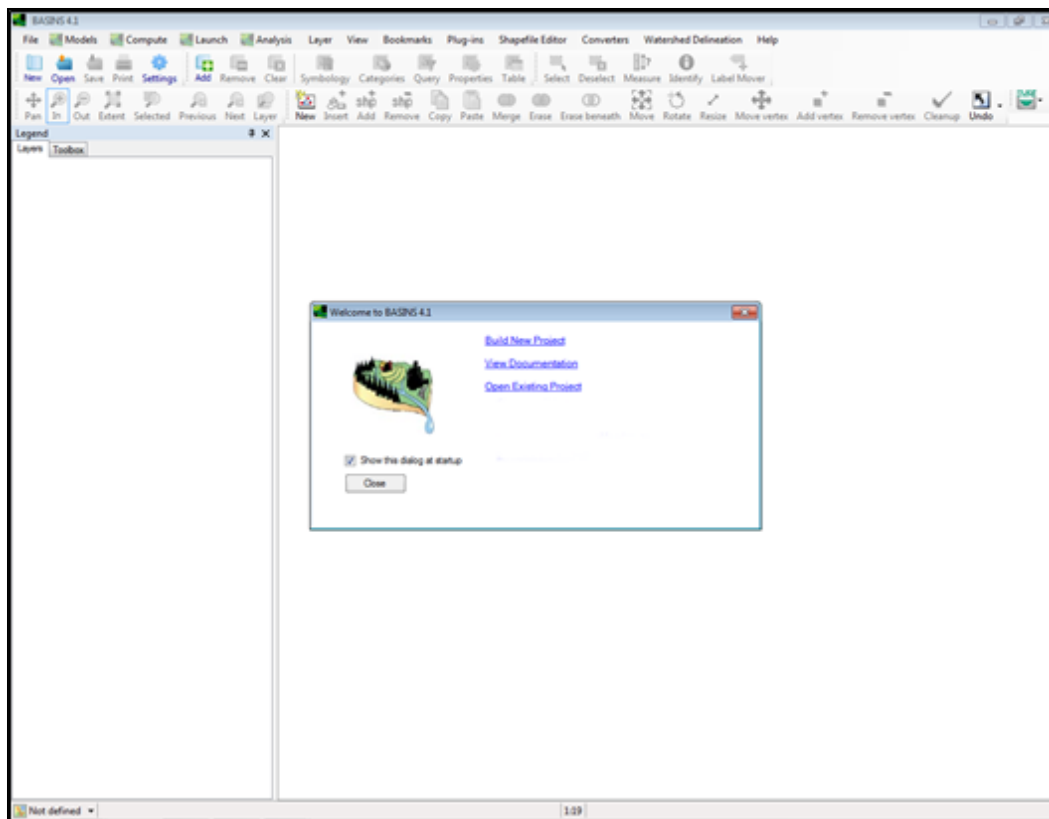 BASINS 4.1
File Models Compute Launch Analysis Layer View Bookmarks Plug-ins Shapefile Editor Converters Watershed Delineation Help
New Open Save Print Settings Add Remove Clear Symbology Categories Query Properties Table Select Deselect Measure Identify Label Mover
shp shp
Pan In Out Extent Selected Previous Next Layer New Insert Add Remove Copy Paste Merge Erase Erase beneath Move Rotate Resize Move vertex Add vertex Remove vertex Cleanup Undo
Legend
Layers Toolbox
Welcome to BASINS 4.1
Build New Project
View Documentation
Open Existing Project
Show this dialog at startup
Close
Not defined 1:19